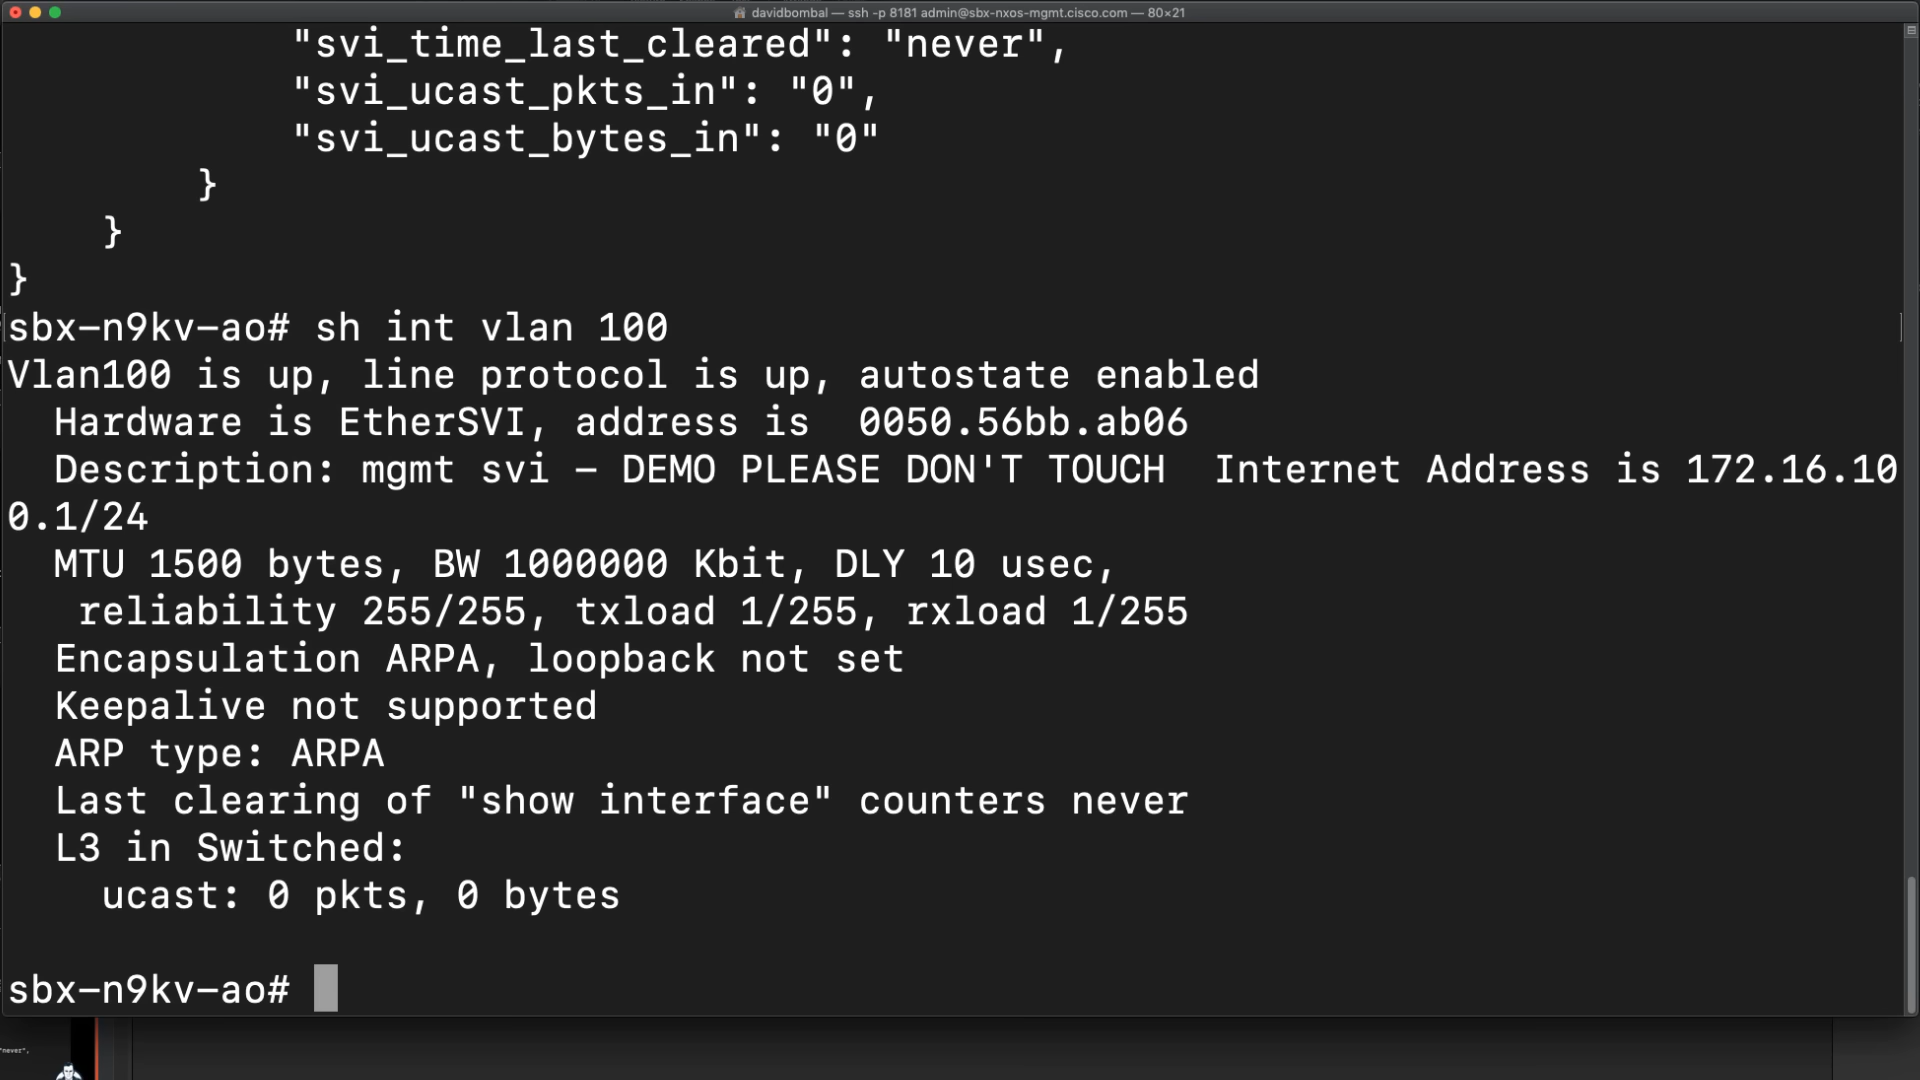 davidbombal — ssh -p 8181 admin@sbx-nxos-mgmt.cisco.com — 80×21
"svi_time_last_cleared": "never",
"svi_ucast_pkts_in": "0",
"svi_ucast_bytes_in": "0"
}
}
}
sbx-n9kv-ao# sh int vlan 100
Vlan100 is up, line protocol is up, autostate enabled
Hardware is EtherSVI, address is  0050.56bb.ab06
Description: mgmt svi - DEMO PLEASE DON'T TOUCH  Internet Address is 172.16.10
0.1/24
MTU 1500 bytes, BW 1000000 Kbit, DLY 10 usec,
reliability 255/255, txload 1/255, rxload 1/255
Encapsulation ARPA, loopback not set
Keepalive not supported
ARP type: ARPA
Last clearing of "show interface" counters never
L3 in Switched:
ucast: 0 pkts, 0 bytes
sbx-n9kv-ao#
"never",